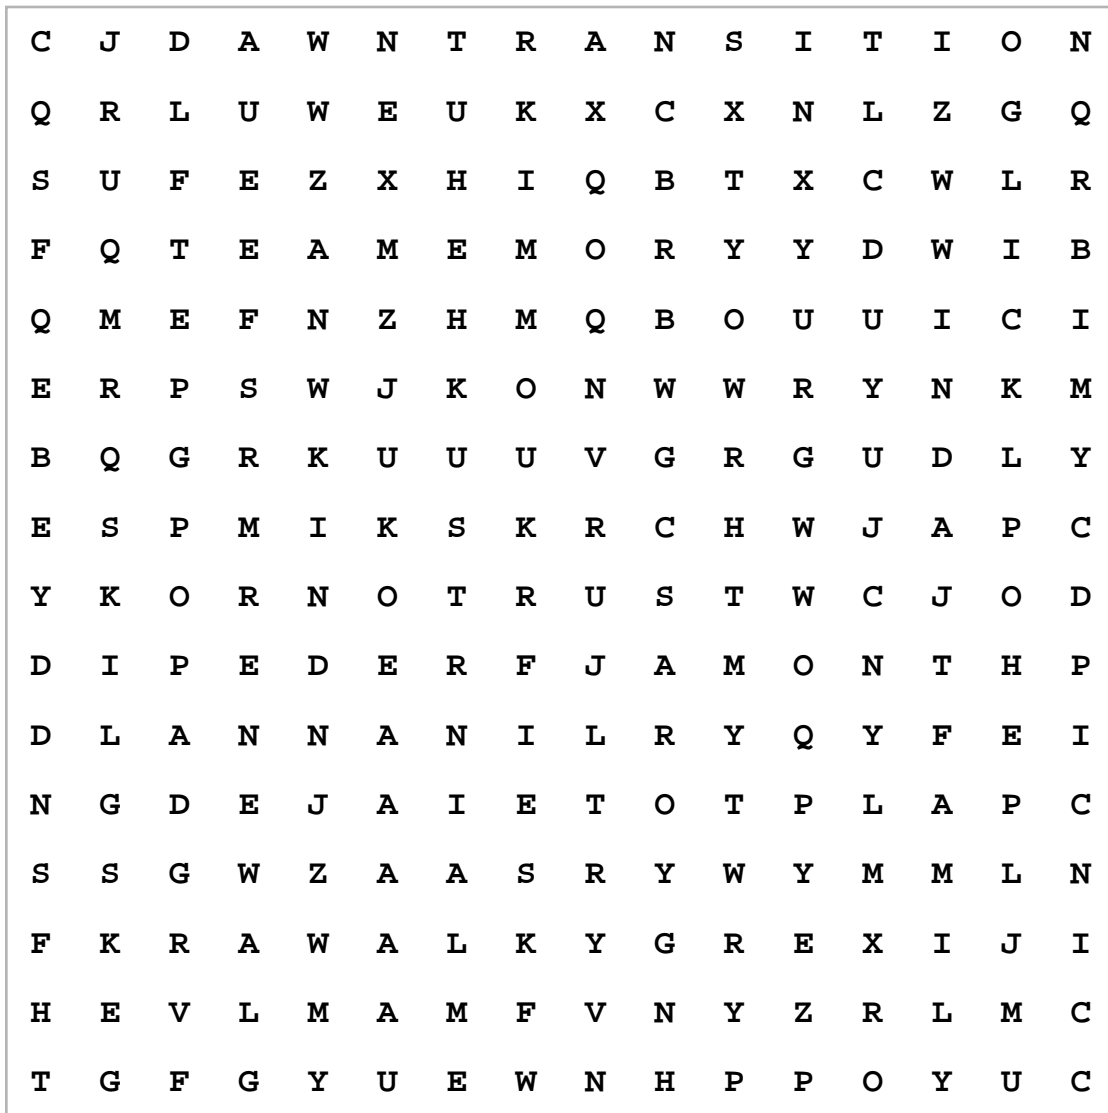 C J D A W N T R A N S I T I O N
Q R L U W E U K X C X N L Z G Q
S U F E Z X H I Q B T X C W L R
F Q T E A M E M O R Y Y D W I B
Q M E F N Z H M Q B O U U I C I
E R P S W J K O N W W R Y N K M
B Q G R K U U U V G R G U D L Y
E S P M I K S K R C H W J A P C
Y K O R N O T R U S T W C J O D
D I P E D E R F J A M O N T H P
D L A N N A N I L R Y Q Y F E I
N G D E J A I E T O T P L A P C
S S G W Z A A S R Y W Y M M L N
F K R A W A L K Y G R E X I J I
H E V L M A M F V N Y Z R L M C
T G F G Y U E W N H P P O Y U C